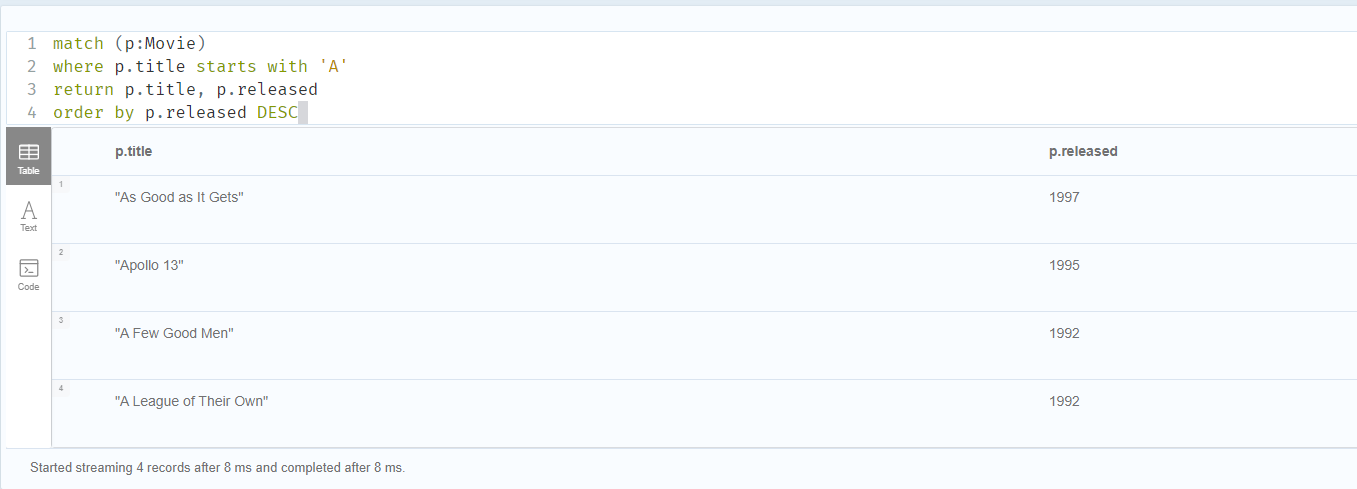 1 match (p:Movie)
2 where p.title starts with 'A'
3 return p.title, p.released
4 order by p.released DESC
Table
Text
Code
p.title p.released
1 "As Good as It Gets" 1997
2 "Apollo 13" 1995
3 "A Few Good Men" 1992
4 "A League of Their Own" 1992
Started streaming 4 records after 8 ms and completed after 8 ms.